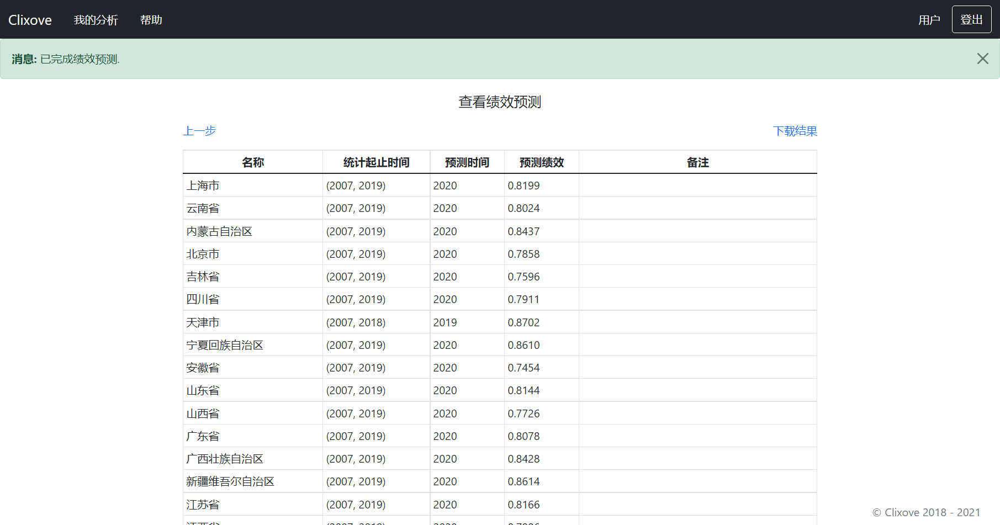 Clixove 我的分析 帮助 用户 登出
消息: 已完成绩效预测.
查看绩效预测
上一步 下载结果
名称 统计起止时间 预测时间 预测绩效 备注
上海市 (2007, 2019) 2020 0.8199
云南省 (2007, 2019) 2020 0.8024
内蒙古自治区 (2007, 2019) 2020 0.8437
北京市 (2007, 2019) 2020 0.7858
吉林省 (2007, 2019) 2020 0.7596
四川省 (2007, 2019) 2020 0.7911
天津市 (2007, 2018) 2019 0.8702
宁夏回族自治区 (2007, 2019) 2020 0.8610
安徽省 (2007, 2019) 2020 0.7454
山东省 (2007, 2019) 2020 0.8144
山西省 (2007, 2019) 2020 0.7726
广东省 (2007, 2019) 2020 0.8078
广西壮族自治区 (2007, 2019) 2020 0.8428
新疆维吾尔自治区 (2007, 2019) 2020 0.8614
江苏省 (2007, 2019) 2020 0.8166
© Clixove 2018 - 2021